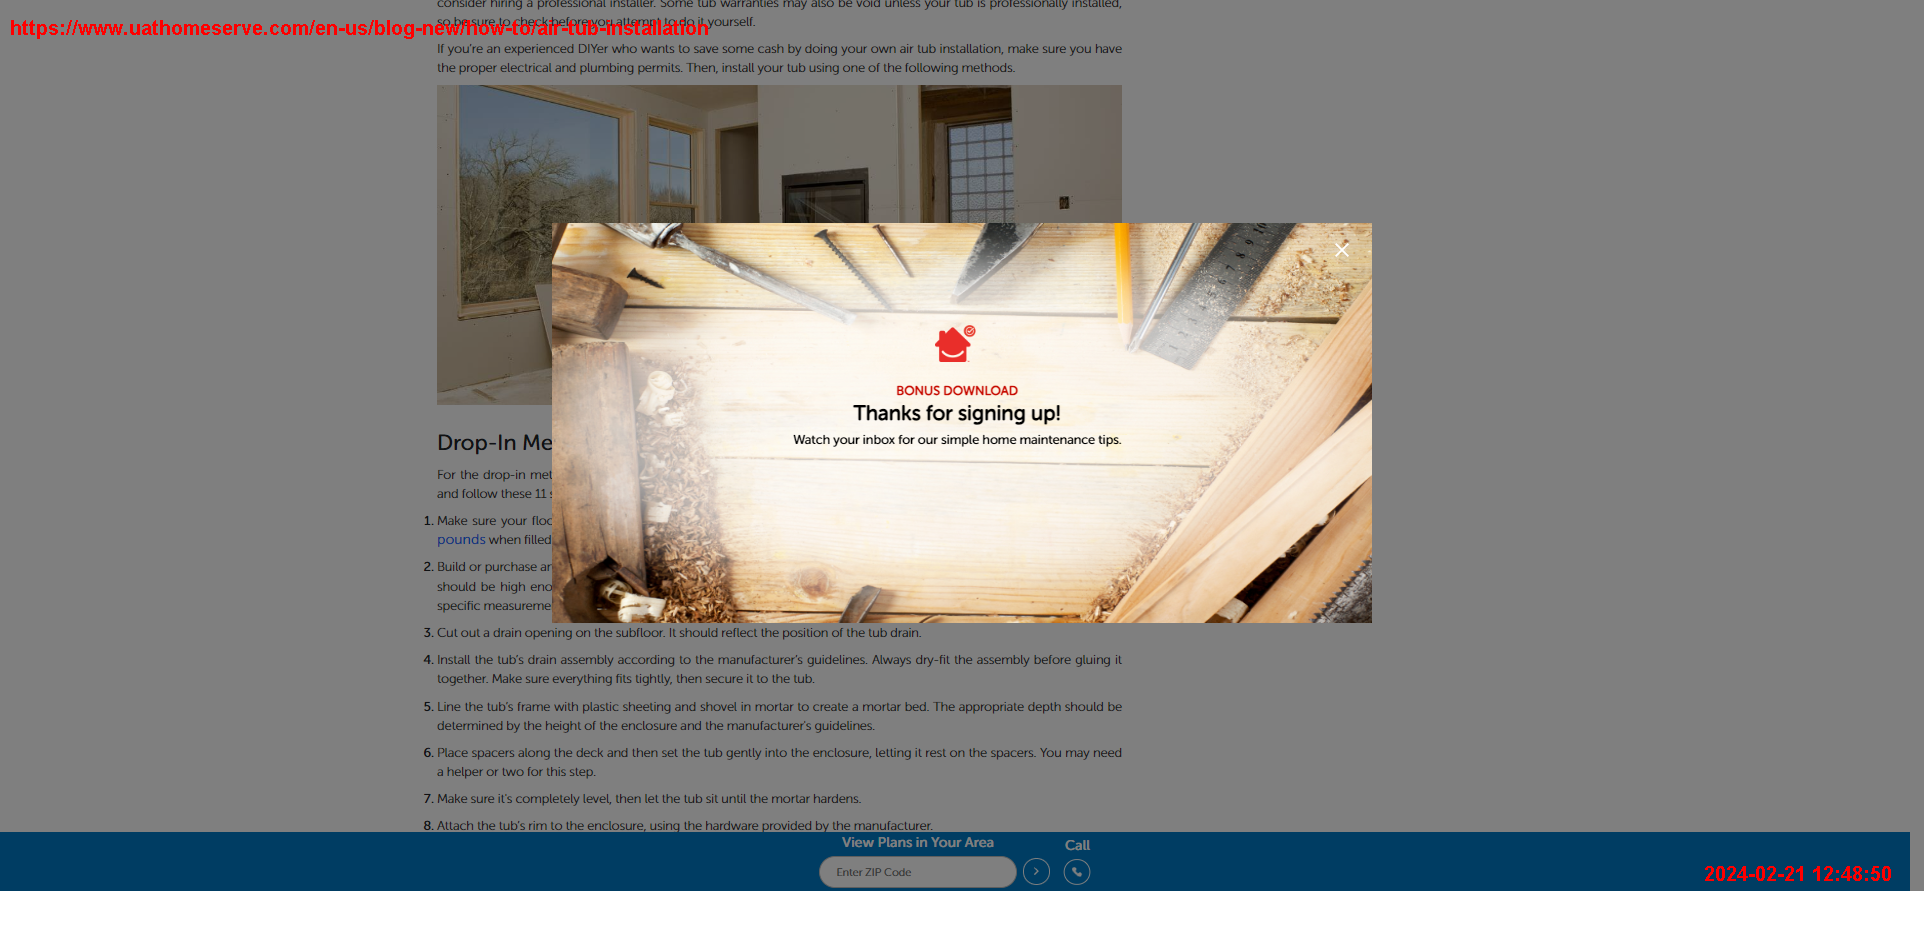 consider hiring a professional installer. Some tub warranties may also be void unless your tub is professionally installed,
so be sure to check before you attempt to do it yourself.
https://www.uathomeserve.com/en-us/blog-new/how-to/air-tub-installation
If you're an experienced DIYer who wants to save some cash by doing your own air tub installation, make sure you have
the proper electrical and plumbing permits. Then, install your tub using one of the following methods.
10
9
8
7
6
5
4
BONUS DOWNLOAD
Thanks for signing up!
Watch your inbox for our simple home maintenance tips.
Drop-In Me
For the drop-in met
and follow these 11 s
1. Make sure your floo
pounds when filled
2. Build or purchase an
should be high eno
specific measureme
3. Cut out a drain opening on the subfloor. It should reflect the position of the tub drain.
4. Install the tub's drain assembly according to the manufacturer's guidelines. Always dry-fit the assembly before gluing it
together. Make sure everything fits tightly, then secure it to the tub.
5. Line the tub's frame with plastic sheeting and shovel in mortar to create a mortar bed. The appropriate depth should be
determined by the height of the enclosure and the manufacturer's guidelines.
6. Place spacers along the deck and then set the tub gently into the enclosure, letting it rest on the spacers. You may need
a helper or two for this step.
7. Make sure it's completely level, then let the tub sit until the mortar hardens.
8. Attach the tub's rim to the enclosure, using the hardware provided by the manufacturer.
View Plans in Your Area
Call
Enter ZIP Code
2024-02-21 12:48:50